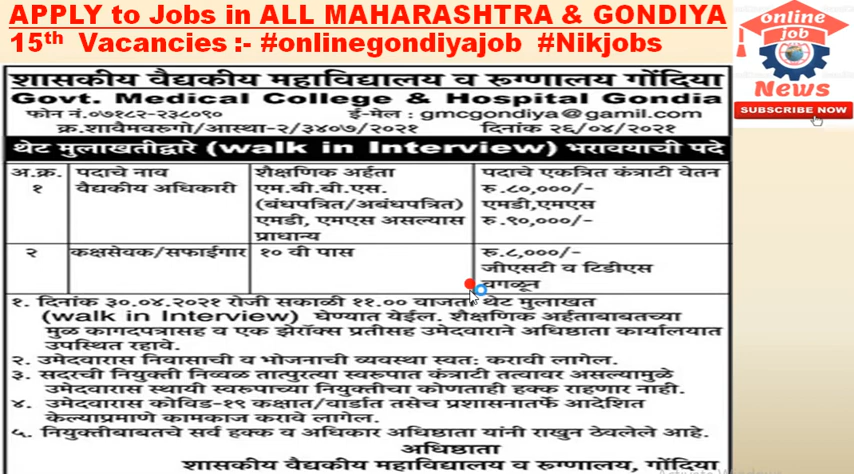 APPLY to Jobs in ALL MAHARASHTRA & GONDIYA
15th Vacancies :- #onlinegondiyajob #Nikjobs
online
job
News
SUBSCRIBE NOW
शासकीय वैद्यकीय महाविद्यालय व रूग्णालय गोंदिया
Govt. Medical College & Hospital Gondia
फोन नं.०७१८२-२३८०९० ई-मेल : gmcgondiya@gamil.com
क्र.शावैमवरूगो/आस्था-२/३४०७/२०२१ दिनांक २६/०४/२०२१
थेट मुलाखतीद्वारे (walk in Interview) भरावयाची पदे
अ.क्र. पदाचे नाव शैक्षणिक अर्हता पदाचे एकत्रित कंत्राटी वेतन
१ वैद्यकीय अधिकारी एम.बी.बी.एस. रु.८०,०००/-
(बंधपत्रित/अबंधपत्रित) एमडी,एमएस
एमडी, एमएस असल्यास रु.९०,०००/-
प्राधान्य
२ कक्षसेवक/सफाईगार १० वी पास रु.८,०००/-
जीएसटी व टिडीएस
वगळून
१. दिनांक ३०.०४.२०२१ रोजी सकाळी ११.०० वाजता थेट मुलाखत
(walk in Interview) घेण्यात येईल. शैक्षणिक अर्हताबाबतच्या
मुळ कागदपत्रासह व एक झेरॉक्स प्रतीसह उमेदवाराने अधिष्ठाता कार्यालयात
उपस्थित रहावे.
२. उमेदवारास निवासाची व भोजनाची व्यवस्था स्वत: करावी लागेल.
३. सदरची नियुक्ती निव्वळ तात्पुरत्या स्वरूपात कंत्राटी तत्वावर असल्यामुळे
उमेदवारास स्थायी स्वरूपाच्या नियुक्तीचा कोणताही हक्क राहणार नाही.
४. उमेदवारास कोविड-१९ कक्षात/वार्डात तसेच प्रशासनातर्फे आदेशित
केल्याप्रमाणे कामकाज करावे लागेल.
५. नियुक्तीबाबतचे सर्व हक्क व अधिकार अधिष्ठाता यांनी राखुन ठेवलेले आहे.
अधिष्ठाता
शासकीय वैद्यकीय महाविद्यालय व रुग्णालय, गोंदिया